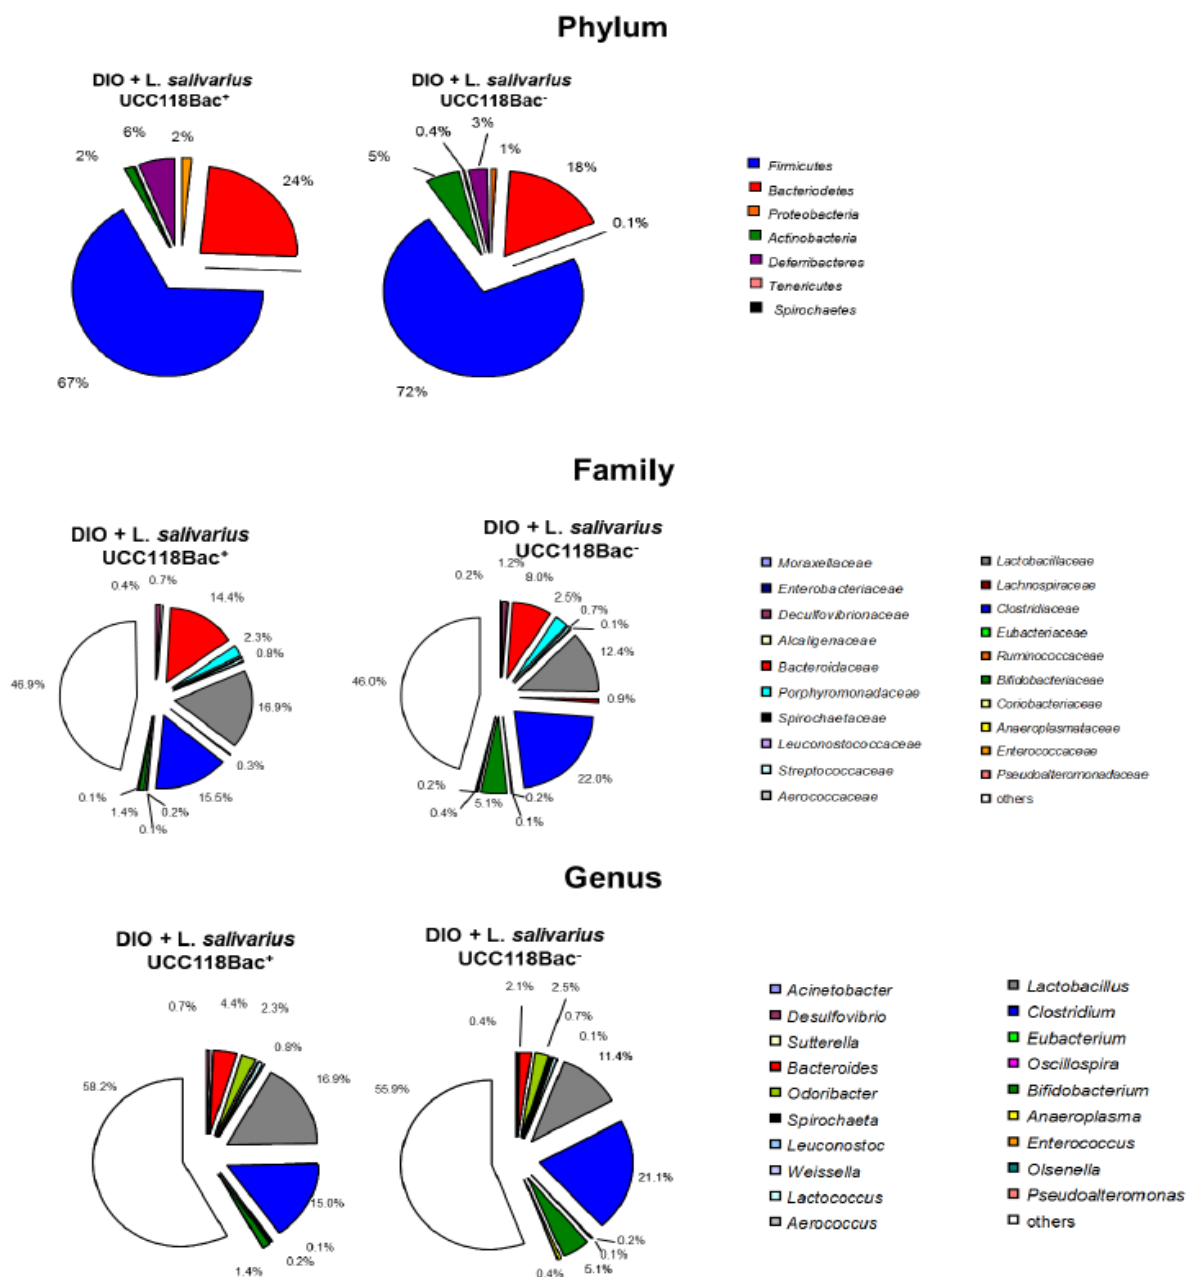 Phylum
DIO + L. salivarius
UCC118Bac+
DIO + L. salivarius
UCC118Bac-
2%
6%
2%
24%
67%
5%
0.4%
3%
1%
18%
0.1%
72%
Firmicutes
Bacteriodetes
Proteobacteria
Actinobacteria
Deferribacteres
Tenericutes
Spirochaetes
Family
DIO + L. salivarius
UCC118Bac+
DIO + L. salivarius
UCC118Bac-
0.4%
0.7%
14.4%
2.3%
0.8%
16.9%
0.3%
15.5%
0.2%
0.1%
1.4%
0.1%
46.9%
0.2%
1.2%
8.0%
2.5%
0.7%
0.1%
12.4%
0.9%
22.0%
0.2%
0.1%
5.1%
0.4%
0.2%
46.0%
Moraxellaceae
Enterobacteriaceae
Deculfovibrionaceae
Alcaligenaceae
Bacteroidaceae
Porphyromonadaceae
Spirochaetaceae
Leuconostococcaceae
Streptococcaceae
Aerococcaceae
Lactobacillaceae
Lachnospiraceae
Clostridiaceae
Eubacteriaceae
Ruminococcaceae
Bifidobacteriaceae
Coriobacteriaceae
Anaeroplasmataceae
Enterococcaceae
Pseudoalteromonadaceae
others
Genus
DIO + L. salivarius
UCC118Bac+
DIO + L. salivarius
UCC118Bac-
0.7%
4.4%
2.3%
0.8%
16.9%
15.0%
0.1%
0.2%
1.4%
58.2%
0.4%
2.1%
2.5%
0.7%
0.1%
11.4%
21.1%
0.2%
0.1%
5.1%
0.4%
55.9%
Acinetobacter
Desulfovibrio
Sutterella
Bacteroides
Odoribacter
Spirochaeta
Leuconostoc
Weissella
Lactococcus
Aerococcus
Lactobacillus
Clostridium
Eubacterium
Oscillospira
Bifidobacterium
Anaeroplasma
Enterococcus
Olsenella
Pseudoalteromonas
others